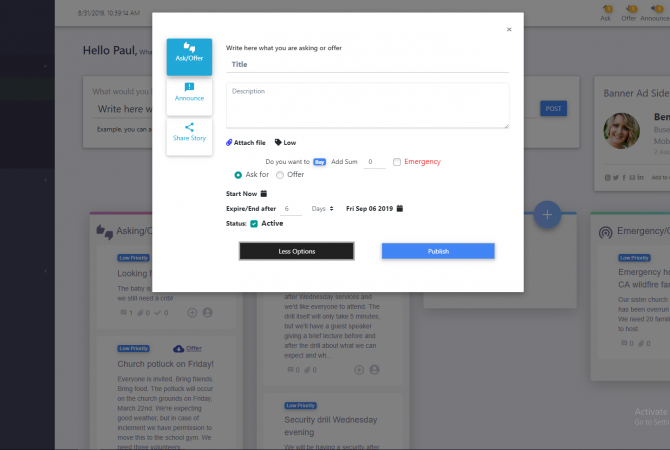 8/31/2019, 10:59:14 AM
Ask
Offer
Announce
Hello Paul,
×
Ask/Offer
Announce
Share Story
Write here what you are asking or offer
Title
Description
Attach file
Low
Do you want to
Buy
Add Sum
0
Emergency
Ask for
Offer
Start Now
Expire/End after
6
Days
Fri Sep 06 2019
Status:
Active
Less Options
Publish
What would you l
Write here w
Example, you can a
POST
Banner Ad Side
Ben
Busi
Mob
Add to
Asking/O
Low Priority
Looking f
The baby is
we still need a crib!
1
0
0
Low Priority
Offer
Church potluck on Friday!
Everyone is invited. Bring friends.
Bring food. The potluck will occur
on the church grounds on Friday,
March 22nd. We're expecting
good weather, but in case of
inclement we have permission to
move this to the school gym. We
need three volunteers
after Wednesday services and
we'd like everyone to attend. The
drill itself will only take 5 minutes,
but we'll have a guest speaker
giving a brief lecture before and
after the drill about what we can
expect and wh...
0
0
Low Priority
Security drill Wednesday
evening
We will be having a security after
+
Emergency/C
Low Priority
Emergency he
CA wildfire fam
Our sister church
has been overrun
We need 20 famili
to host
0
0
Activate
Go to Setti